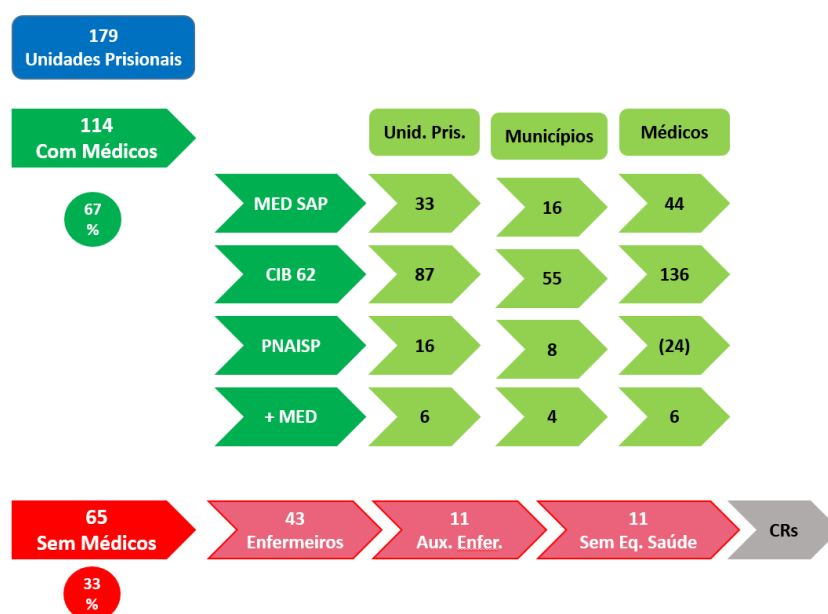 179
Unidades Prisionais
114
Com Médicos
67
%
Unid. Pris.
Municípios
Médicos
MED SAP
33
16
44
CIB 62
87
55
136
PNAISP
16
8
(24)
+ MED
6
4
6
65
Sem Médicos
33
%
43
Enfermeiros
11
Aux. Enfer.
11
Sem Eq. Saúde
CRs